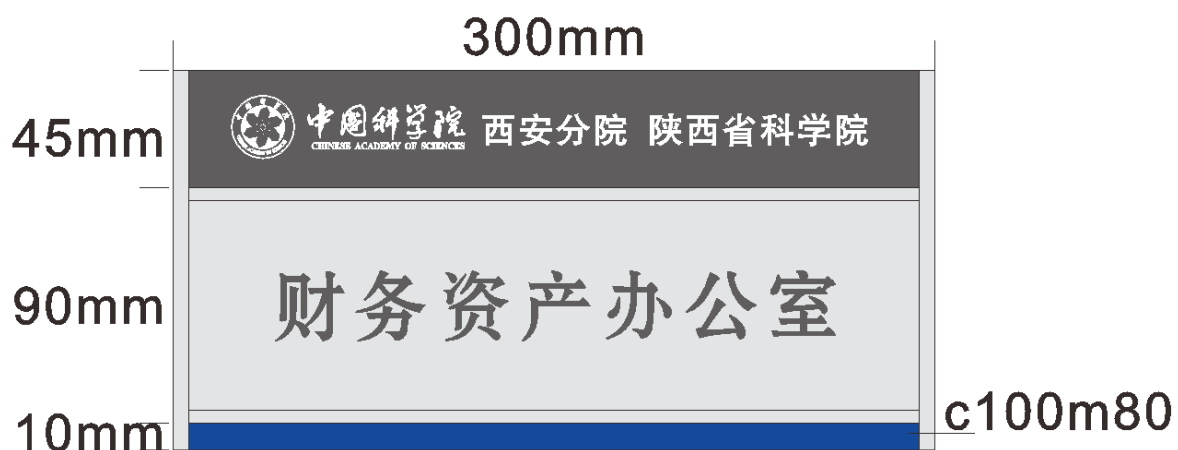 300mm
45mm
中国科学院 西安分院 陕西省科学院
CHINESE ACADEMY OF SCIENCES
90mm
财务资产办公室
10mm
c100m80